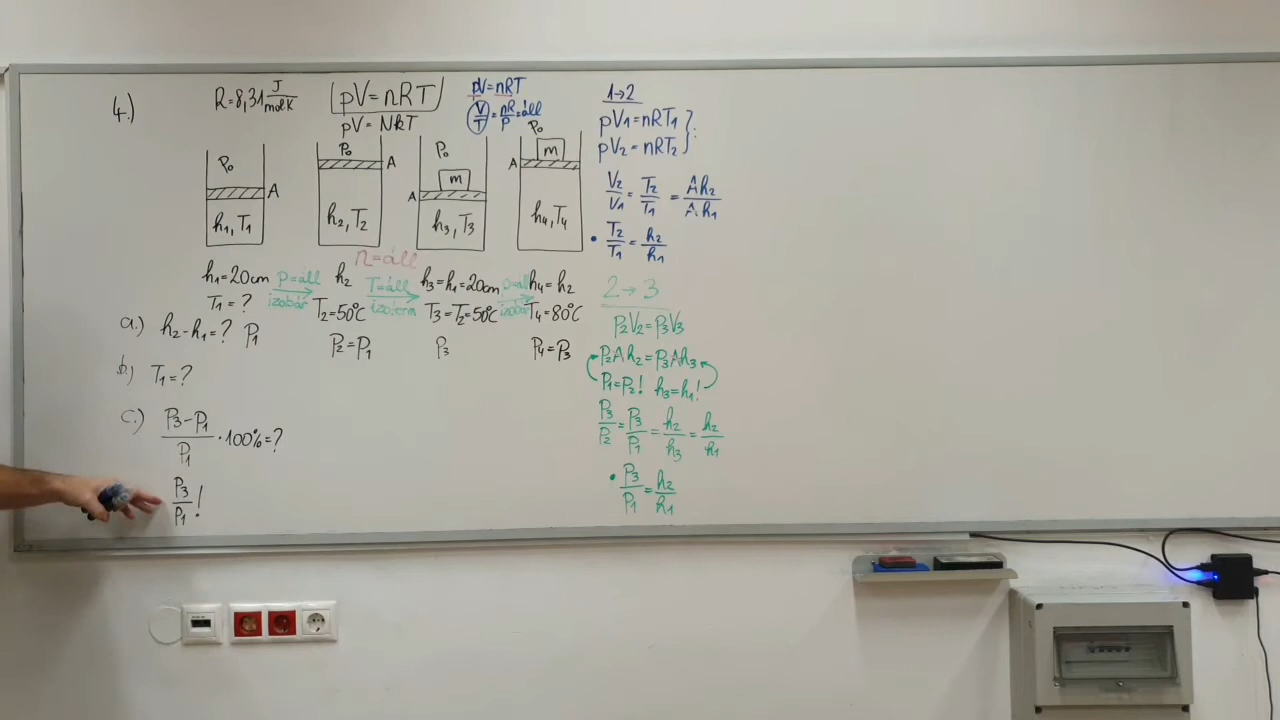 4.)
R=8,31 J/molK
pV=nRT
pV=NkT
pV=nRT
V/T=nR/P=áll
P₀
A
h₁,T₁
P₀
A
h₂,T₂
P₀
m
A
h₃,T₃
P₀
m
A
h₄,T₄
n=áll
h₁=20cm
p=áll
izobár
h₂
T=áll
izoterm
h₃=h₁=20cm
p=áll
izobár
h₄=h₂
T₁=?
T₂=50°C
T₃=T₂=50°C
T₄=80°C
P₁
P₂=P₁
P₃
P₄=P₃
a.) h₂-h₁=?
b.) T₁=?
c.) P₃-P₁/P₁ · 100%=?
P₃/P₁!
1→2
pV₁=nRT₁
pV₂=nRT₂ } :
V₂/V₁=T₂/T₁=Ah₂/Ah₁
• T₂/T₁=h₂/h₁
2→3
P₂V₂=P₃V₃
P₂Ah₂=P₃Ah₃
P₁=P₂! h₃=h₁!
P₃/P₂=P₃/P₁=h₂/h₃=h₂/h₁
• P₃/P₁=h₂/h₁